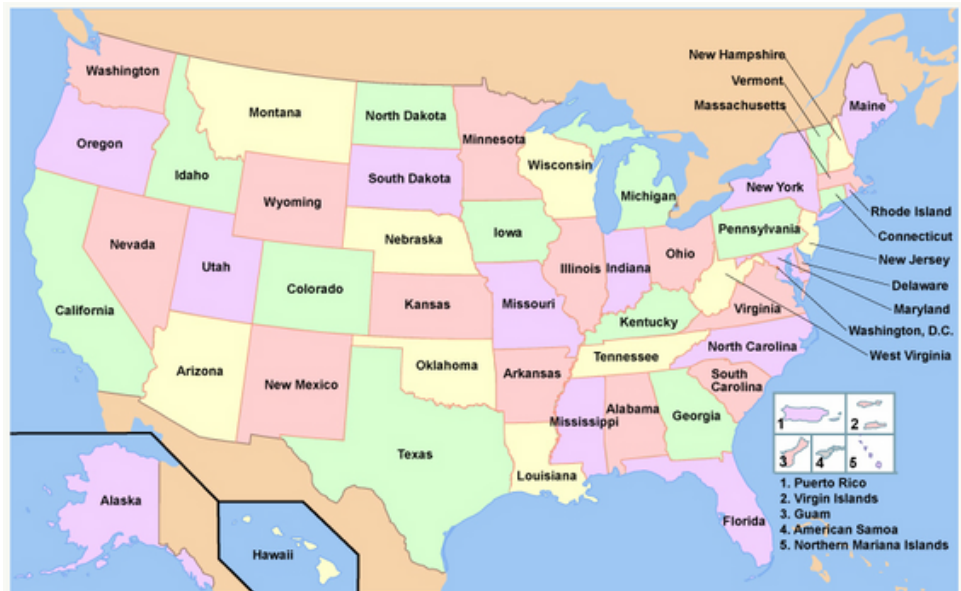 New Hampshire
Vermont
Massachusetts
Washington
Montana
North Dakota
Minnesota
Maine
Oregon
Idaho
Wisconsin
South Dakota
Michigan
New York
Wyoming
Rhode Island
Nevada
Nebraska
Iowa
Pennsylvania
Connecticut
Utah
Illinois
Indiana
Ohio
New Jersey
Colorado
Delaware
California
Kansas
Missouri
Kentucky
Virginia
Maryland
Washington, D.C.
West Virginia
North Carolina
Arizona
Oklahoma
Tennessee
New Mexico
Arkansas
South
Carolina
Mississippi
Alabama
Georgia
Texas
Louisiana
Alaska
Hawaii
Florida
1
2
3
4
5
1. Puerto Rico
2. Virgin Islands
3. Guam
4. American Samoa
5. Northern Mariana Islands